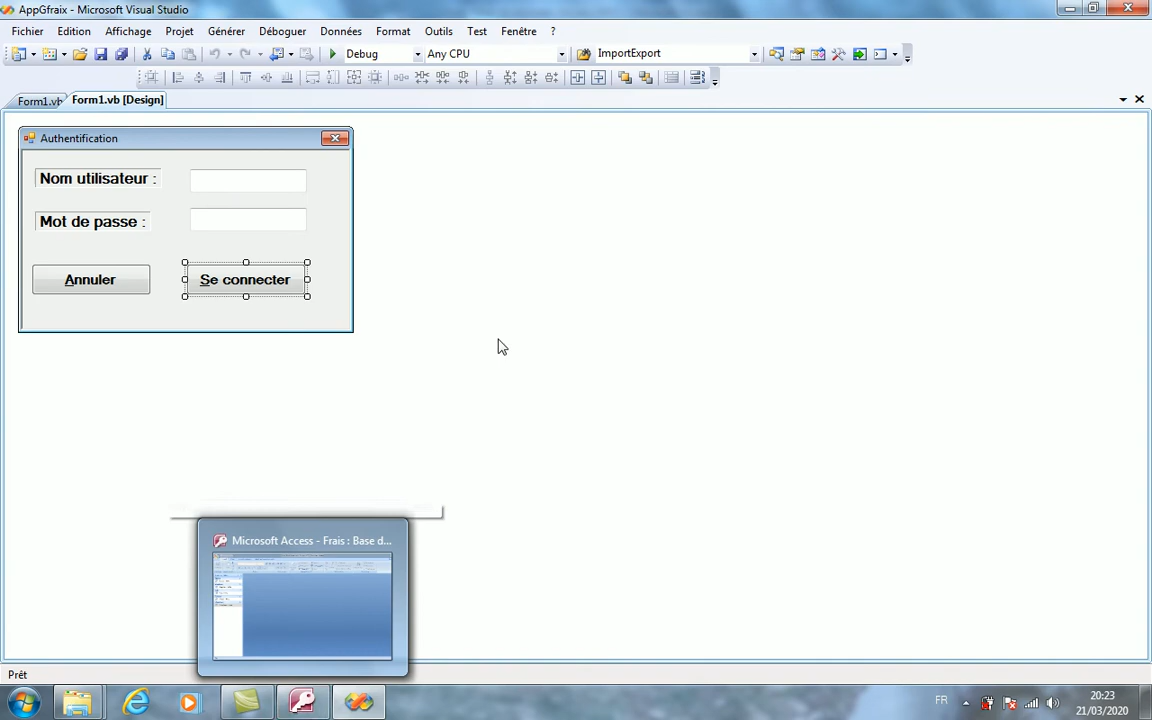 AppGfraix - Microsoft Visual Studio
Fichier Edition Affichage Projet Générer Déboguer Données Format Outils Test Fenêtre ?
Debug Any CPU ImportExport
Form1.vb Form1.vb [Design]
Authentification
Nom utilisateur :
Mot de passe :
Annuler Se connecter
Microsoft Access - Frais : Base d...
Prêt
FR 20:23
21/03/2020